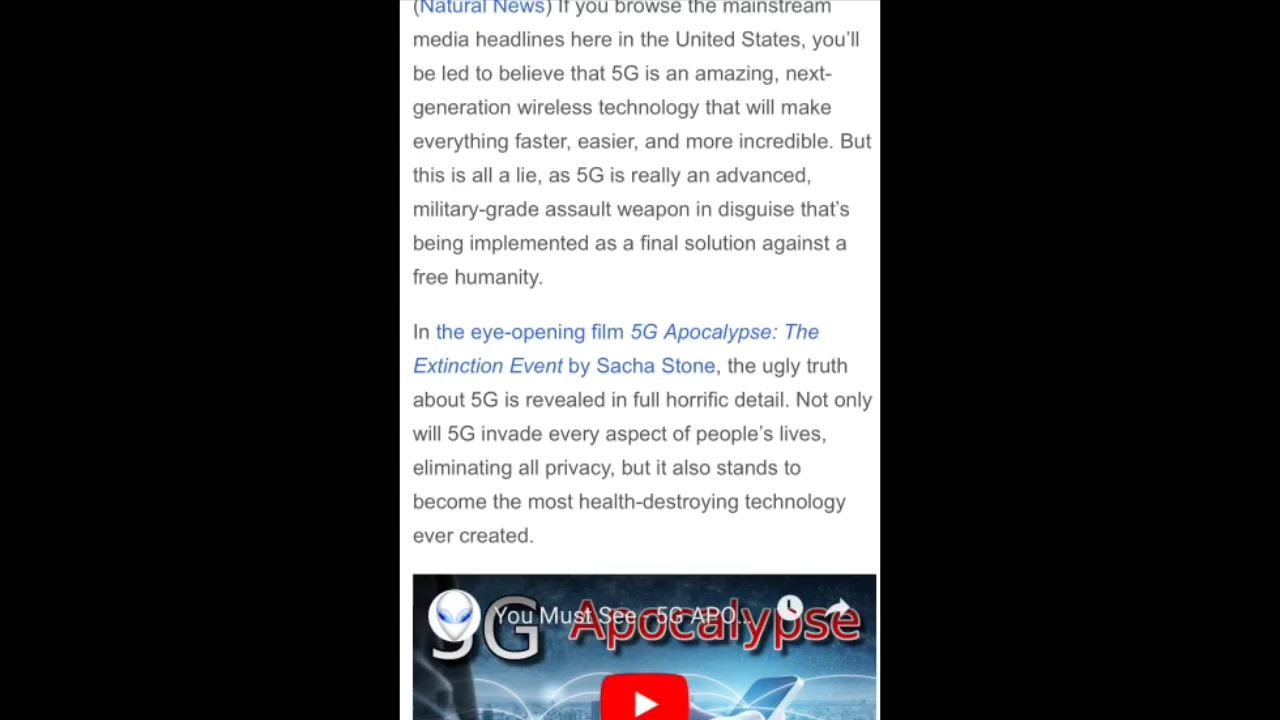 (Natural News) If you browse the mainstream
media headlines here in the United States, you’ll
be led to believe that 5G is an amazing, next-
generation wireless technology that will make
everything faster, easier, and more incredible. But
this is all a lie, as 5G is really an advanced,
military-grade assault weapon in disguise that’s
being implemented as a final solution against a
free humanity.
In the eye-opening film 5G Apocalypse: The
Extinction Event by Sacha Stone, the ugly truth
about 5G is revealed in full horrific detail. Not only
will 5G invade every aspect of people’s lives,
eliminating all privacy, but it also stands to
become the most health-destroying technology
ever created.
You Must See - 5G APO...
5G Apocalypse